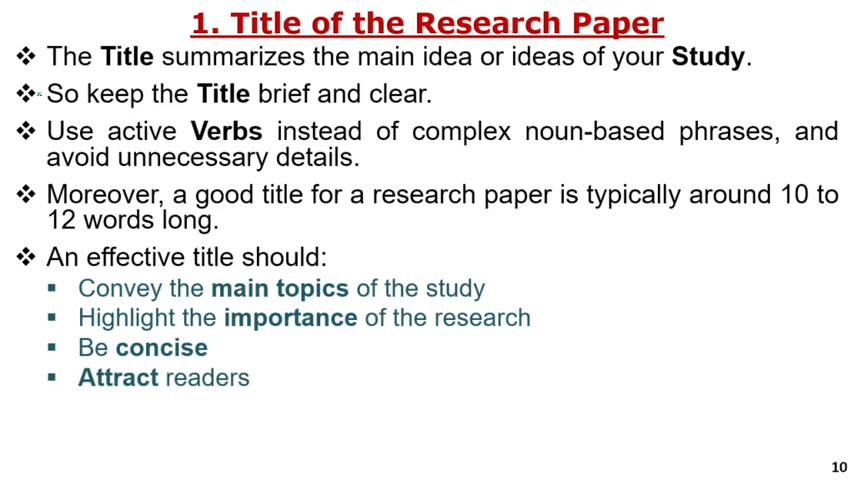 1. Title of the Research Paper
❖ The Title summarizes the main idea or ideas of your Study.
❖ So keep the Title brief and clear.
❖ Use active Verbs instead of complex noun-based phrases, and
avoid unnecessary details.
❖ Moreover, a good title for a research paper is typically around 10 to
12 words long.
❖ An effective title should:
▪ Convey the main topics of the study
▪ Highlight the importance of the research
▪ Be concise
▪ Attract readers
10